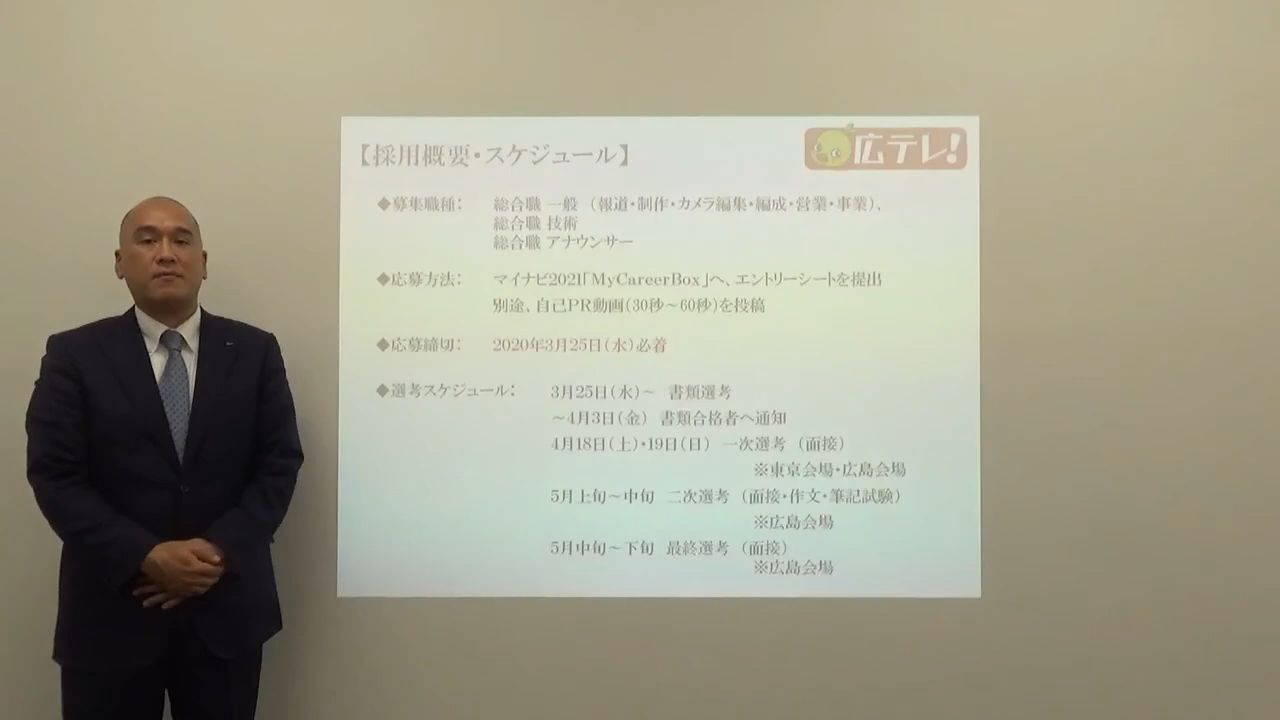 【採用概要・スケジュール】
広テレ!
◆募集職種： 総合職 一般 （報道・制作・カメラ編集・編成・営業・事業）、
総合職 技術
総合職 アナウンサー
◆応募方法： マイナビ2021「MyCareerBox」へ、エントリーシートを提出
別途、自己PR動画（30秒～60秒）を投稿
◆応募締切： 2020年3月25日（水）必着
◆選考スケジュール： 3月25日（水）～ 書類選考
～4月3日（金） 書類合格者へ通知
4月18日（土）・19日（日） 一次選考 （面接）
※東京会場・広島会場
5月上旬～中旬 二次選考 （面接・作文・筆記試験）
※広島会場
5月中旬～下旬 最終選考 （面接）
※広島会場